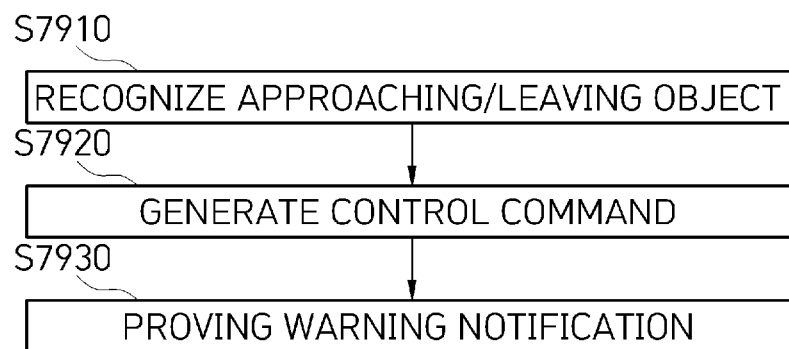 S7910
RECOGNIZE APPROACHING/LEAVING OBJECT
S7920
GENERATE CONTROL COMMAND
S7930
PROVING WARNING NOTIFICATION